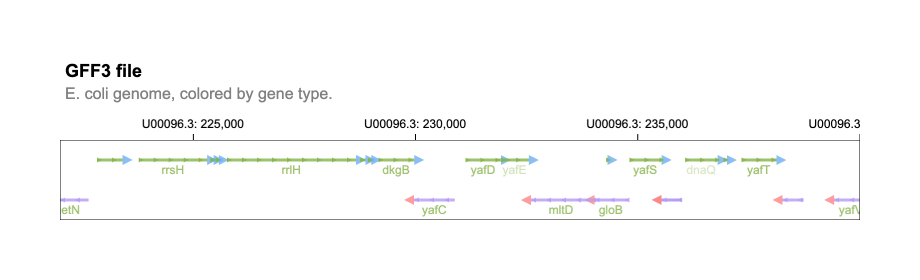 GFF3 file
E. coli genome, colored by gene type.
U00096.3: 225,000 U00096.3: 230,000 U00096.3: 235,000 U00096.3
rrsH rrlH dkgB yafD yafE yafS dnaQ yafT
etN yafC mltD gloB yafV